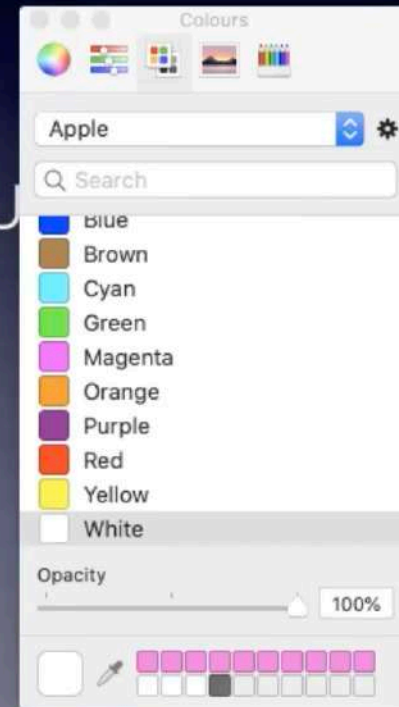 Colours
Apple
Search
Blue
Brown
Cyan
Green
Magenta
Orange
Purple
Red
Yellow
White
Opacity
100%